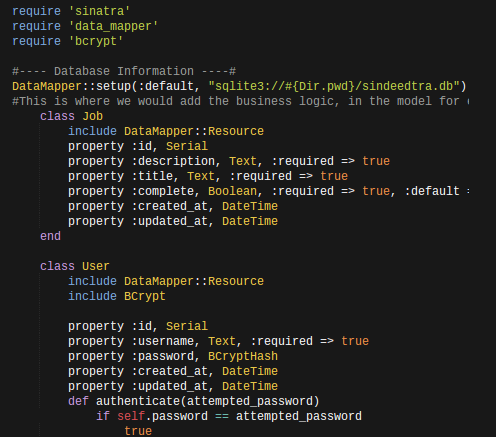 require 'sinatra'
require 'data_mapper'
require 'bcrypt'
#---- Database Information ----#
DataMapper::setup(:default, "sqlite3://#{Dir.pwd}/sindeedtra.db")
#This is where we would add the business logic, in the model for
class Job
include DataMapper::Resource
property :id, Serial
property :description, Text, :required => true
property :title, Text, :required => true
property :complete, Boolean, :required => true, :default
property :created_at, DateTime
property :updated_at, DateTime
end
class User
include DataMapper::Resource
include BCrypt
property :id, Serial
property :username, Text, :required => true
property :password, BCryptHash
property :created_at, DateTime
property :updated_at, DateTime
def authenticate(attempted_password)
if self.password == attempted_password
true